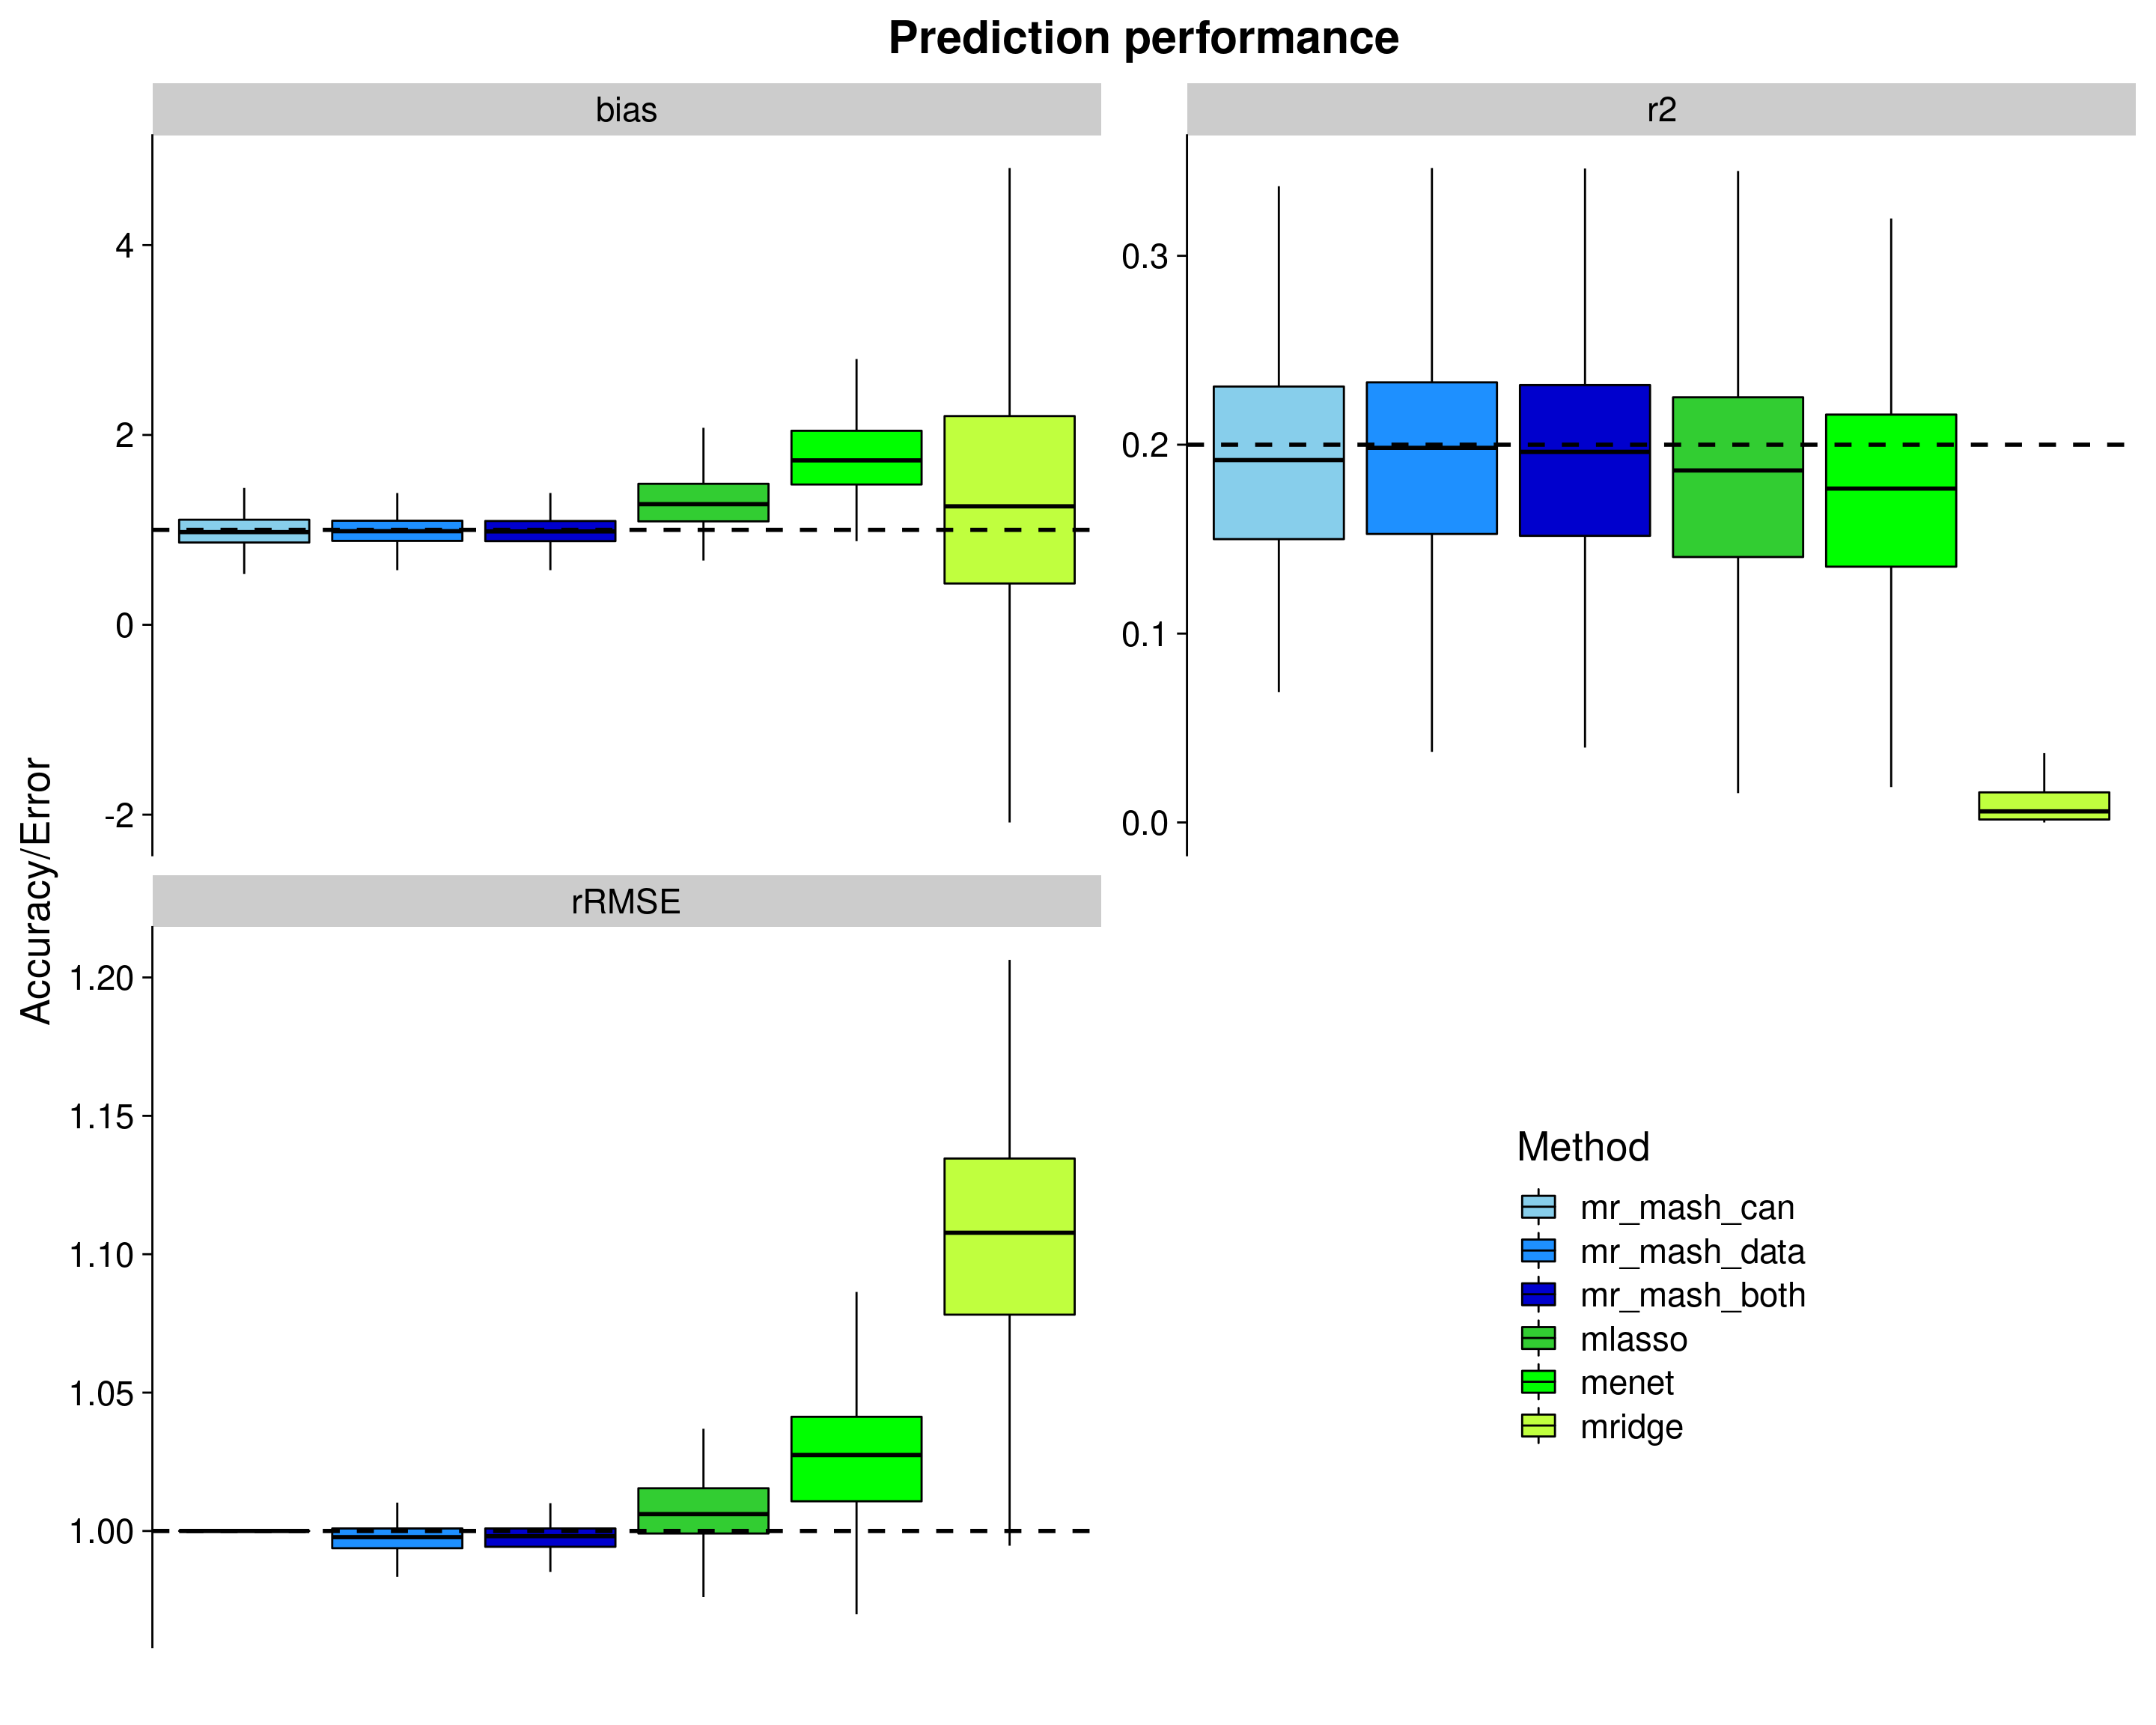 Prediction performance
bias
r2
4
2
0
-2
0.3
0.2
0.1
0.0
Accuracy/Error
rRMSE
1.20
1.15
1.10
1.05
1.00
Method
mr_mash_can
mr_mash_data
mr_mash_both
mlasso
menet
mridge